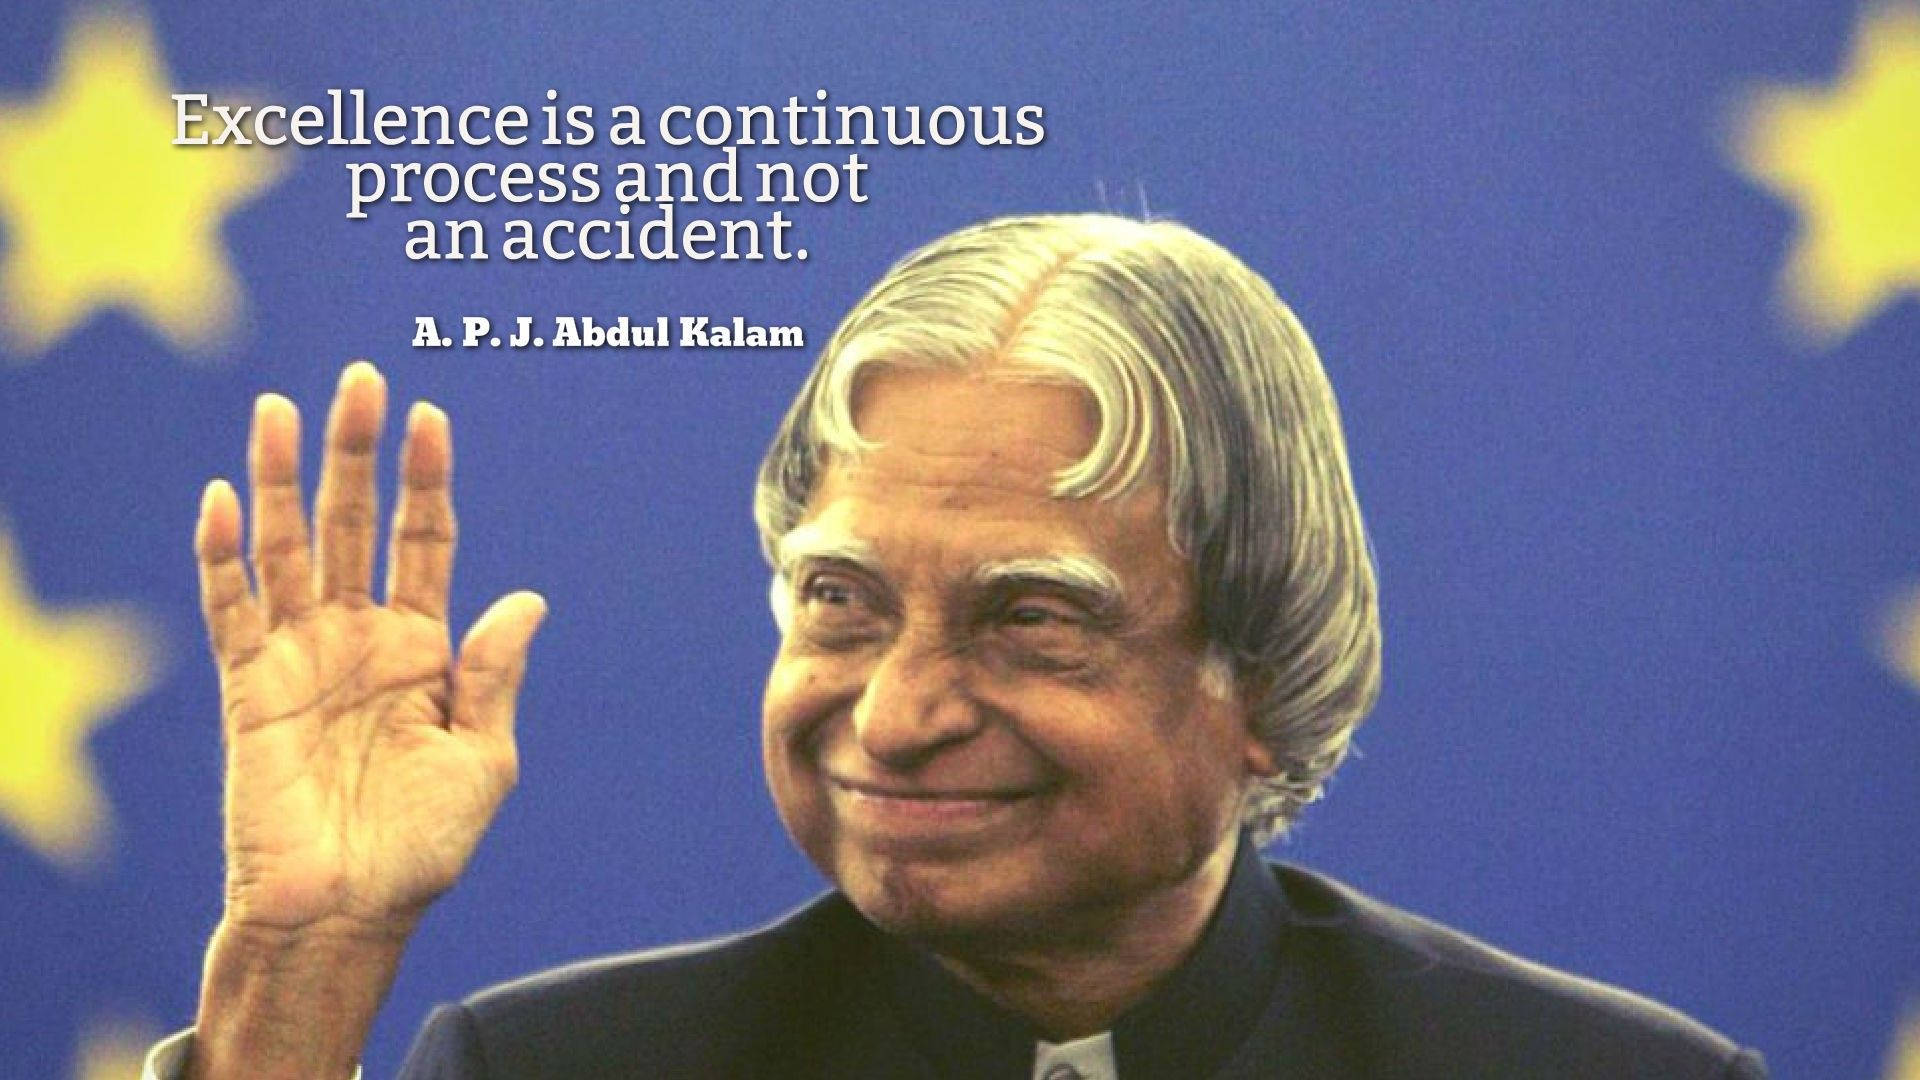 Excellence is a continuous
process and not
an accident.
A. P. J. Abdul Kalam